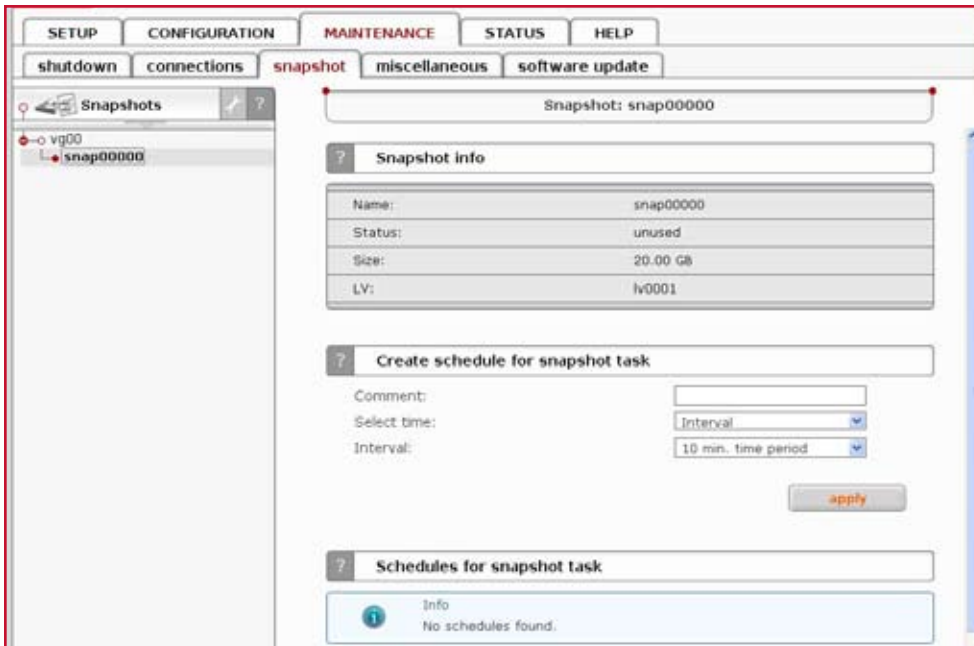 SETUP CONFIGURATION MAINTENANCE STATUS HELP
shutdown connections snapshot miscellaneous software update
Snapshots ?
vg00
snap00000
Snapshot: snap00000
? Snapshot info
Name: snap00000
Status: unused
Size: 20.00 GB
LV: lv0001
? Create schedule for snapshot task
Comment:
Select time: Interval
Interval: 10 min. time period
apply
? Schedules for snapshot task
Info
No schedules found.